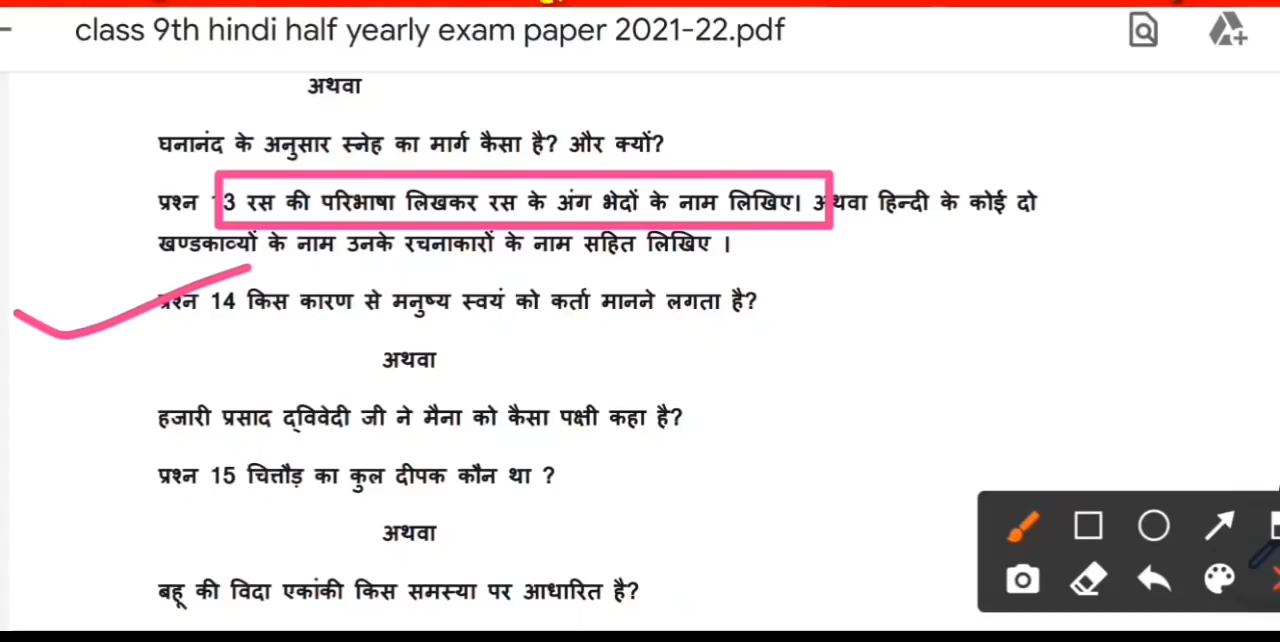 class 9th hindi half yearly exam paper 2021-22.pdf
अथवा
घनानंद के अनुसार स्नेह का मार्ग कैसा है? और क्यों?
प्रश्न 13 रस की परिभाषा लिखकर रस के अंग भेदों के नाम लिखिए। अथवा हिन्दी के कोई दो
खण्डकाव्यों के नाम उनके रचनाकारों के नाम सहित लिखिए ।
प्रश्न 14 किस कारण से मनुष्य स्वयं को कर्ता मानने लगता है?
अथवा
हजारी प्रसाद द्विवेदी जी ने मैना को कैसा पक्षी कहा है?
प्रश्न 15 चित्तौड़ का कुल दीपक कौन था ?
अथवा
बहू की विदा एकांकी किस समस्या पर आधारित है?